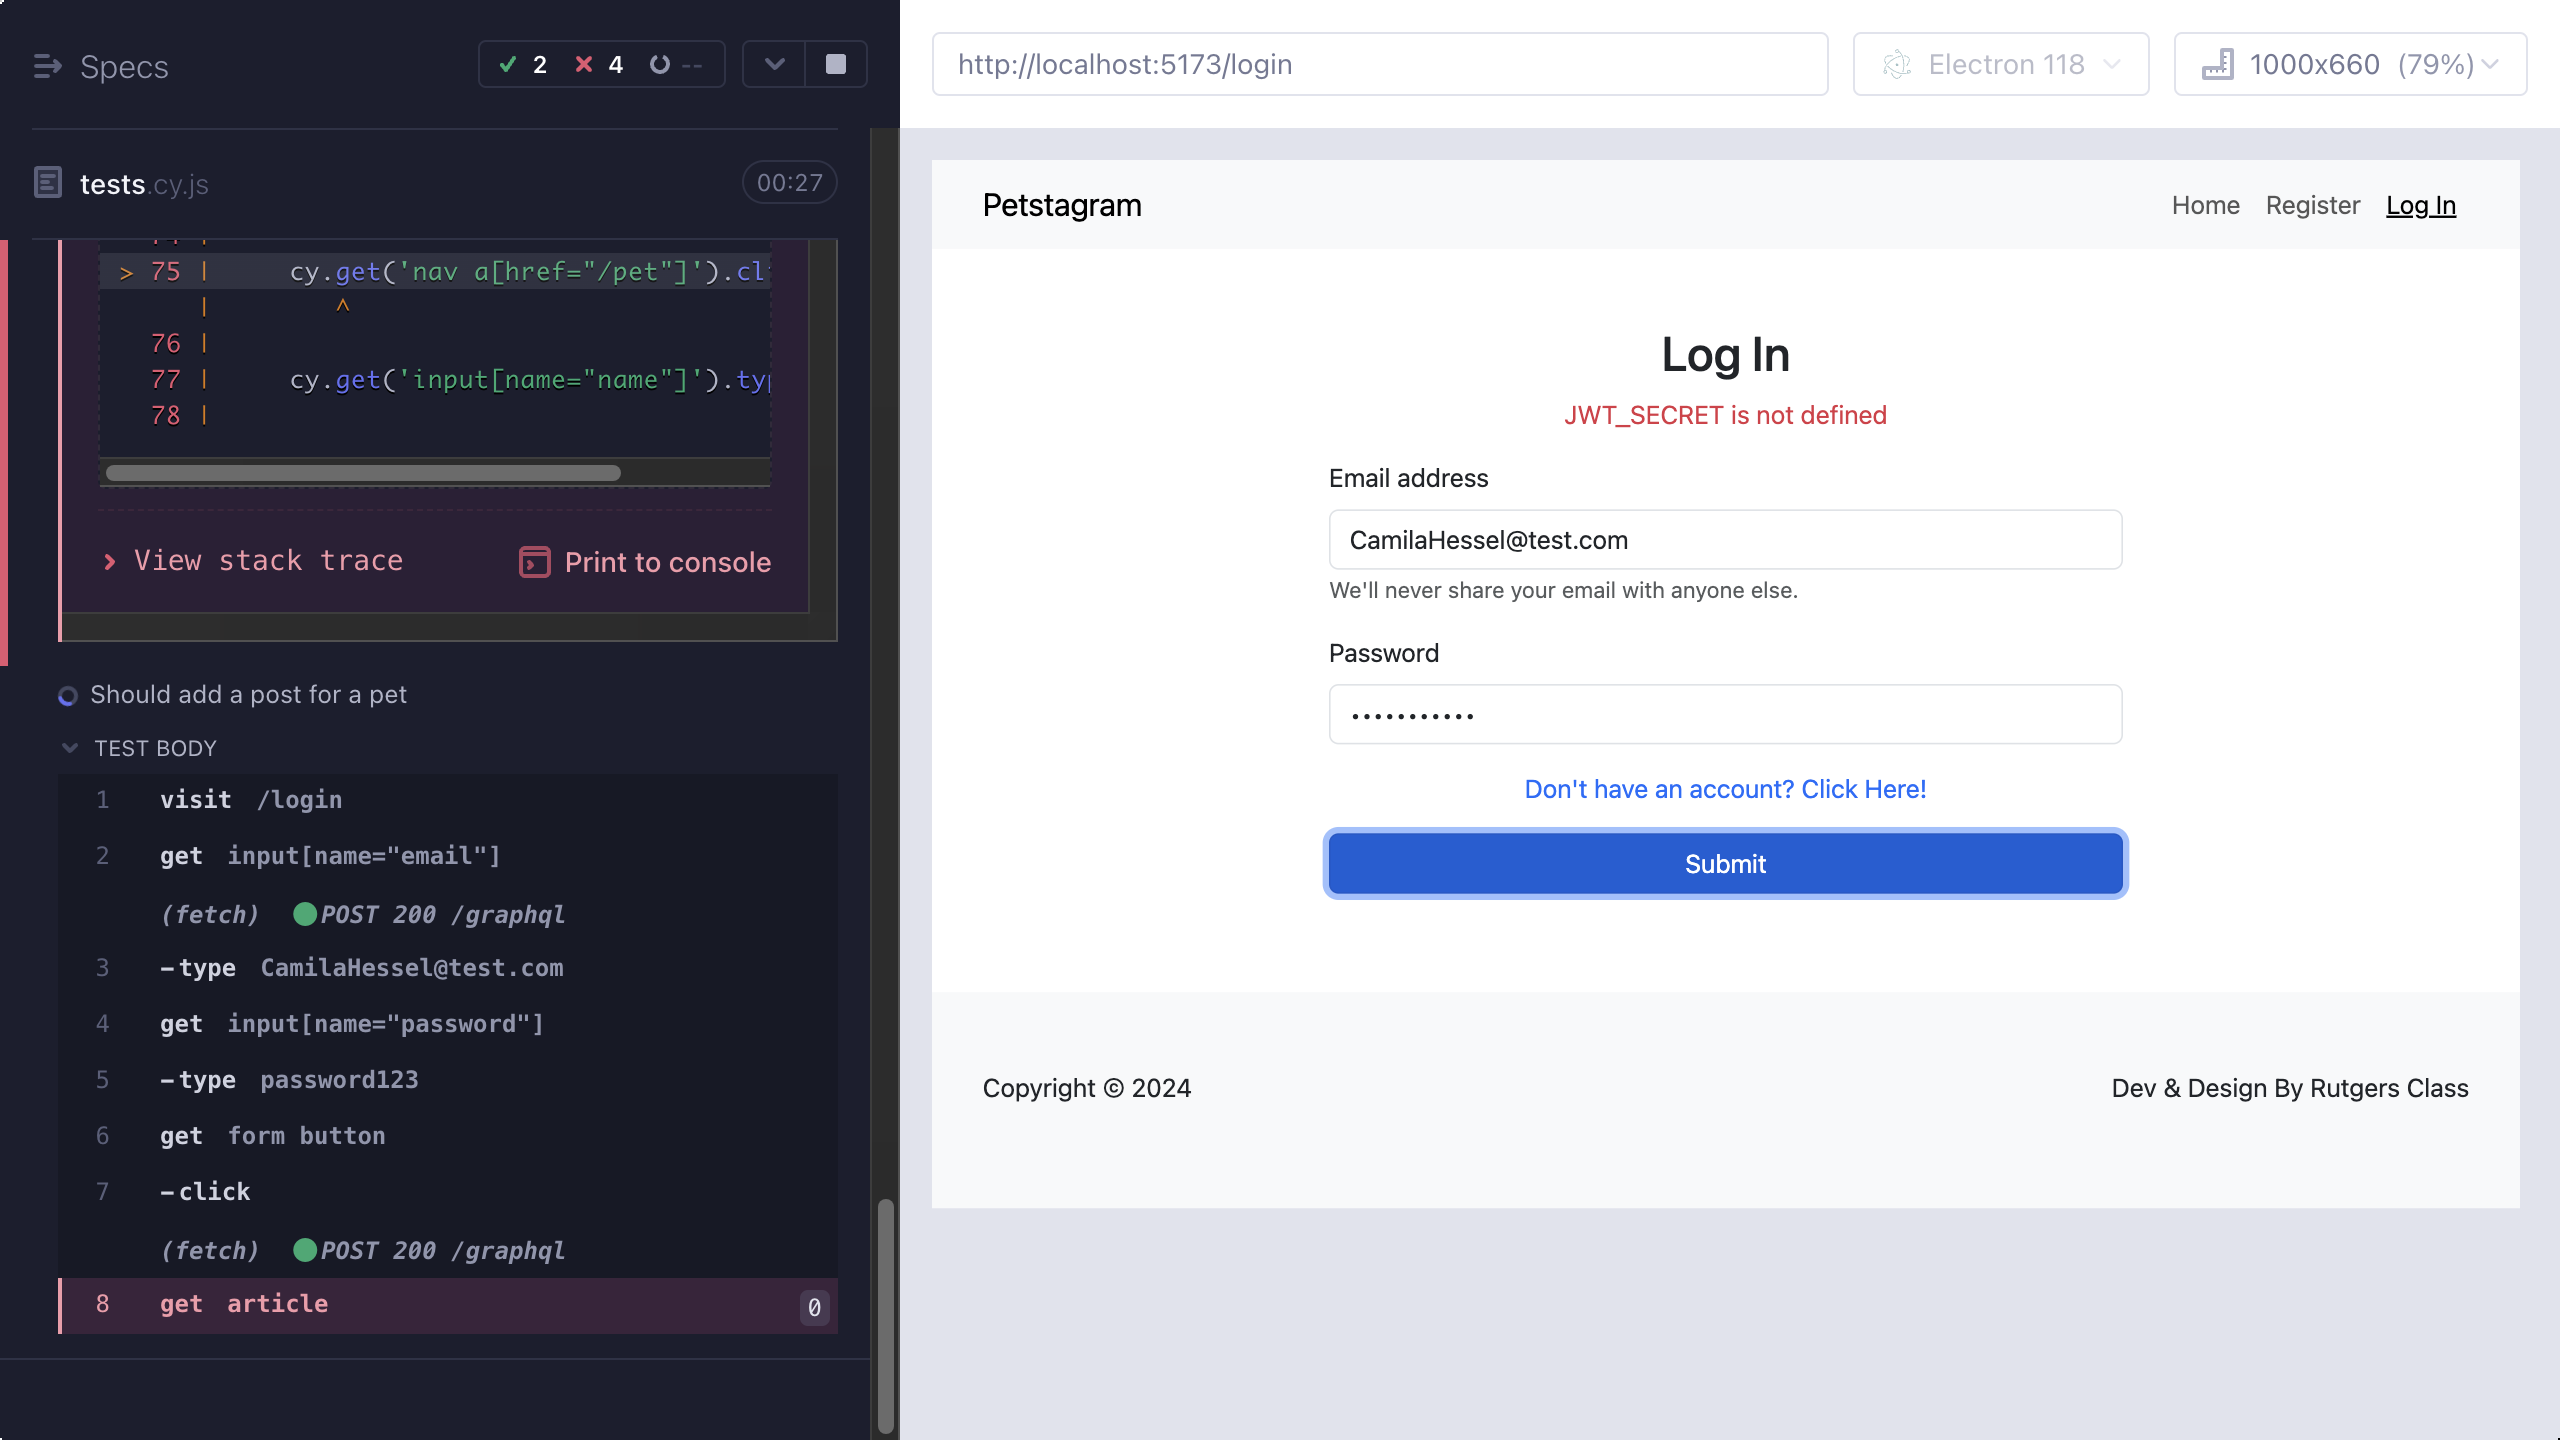 Specs
2 4 --
tests.cy.js
00:27
> 75 | cy.get('nav a[href="/pet"]').cl
| ^
76 |
77 | cy.get('input[name="name"]').typ
78 |
View stack trace
Print to console
Should add a post for a pet
TEST BODY
1 visit /login
2 get input[name="email"]
(fetch) POST 200 /graphql
3 -type CamilaHessel@test.com
4 get input[name="password"]
5 -type password123
6 get form button
7 -click
(fetch) POST 200 /graphql
8 get article 0
http://localhost:5173/login
Electron 118
1000x660 (79%)
Petstagram
Home Register Log In
Log In
JWT_SECRET is not defined
Email address
CamilaHessel@test.com
We'll never share your email with anyone else.
Password
•••••••••••
Don't have an account? Click Here!
Submit
Copyright © 2024
Dev & Design By Rutgers Class